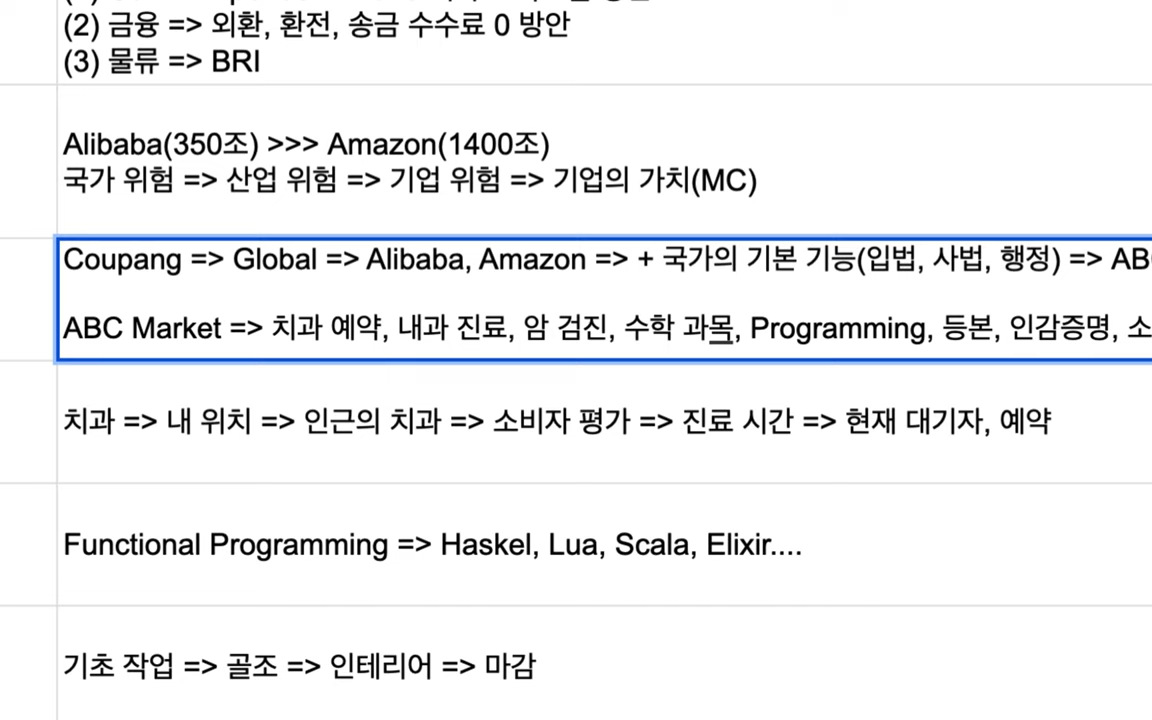 (2) 금융 => 외환, 환전, 송금 수수료 0 방안
(3) 물류 => BRI
Alibaba(350조) >>> Amazon(1400조)
국가 위험 => 산업 위험 => 기업 위험 => 기업의 가치(MC)
Coupang => Global => Alibaba, Amazon => + 국가의 기본 기능(입법, 사법, 행정) =>
ABC Market => 치과 예약, 내과 진료, 암 검진, 수학 과목, Programming, 등본, 인감증명,
치과 => 내 위치 => 인근의 치과 => 소비자 평가 => 진료 시간 => 현재 대기자, 예약
Functional Programming => Haskel, Lua, Scala, Elixir....
기초 작업 => 골조 => 인테리어 => 마감